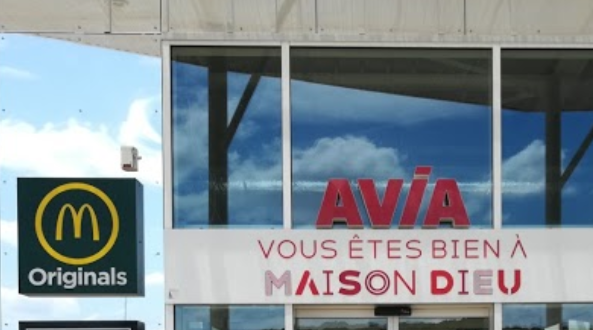 AVIA
VOUS ÊTES BIEN À
MAISON DIEU
M
Originals